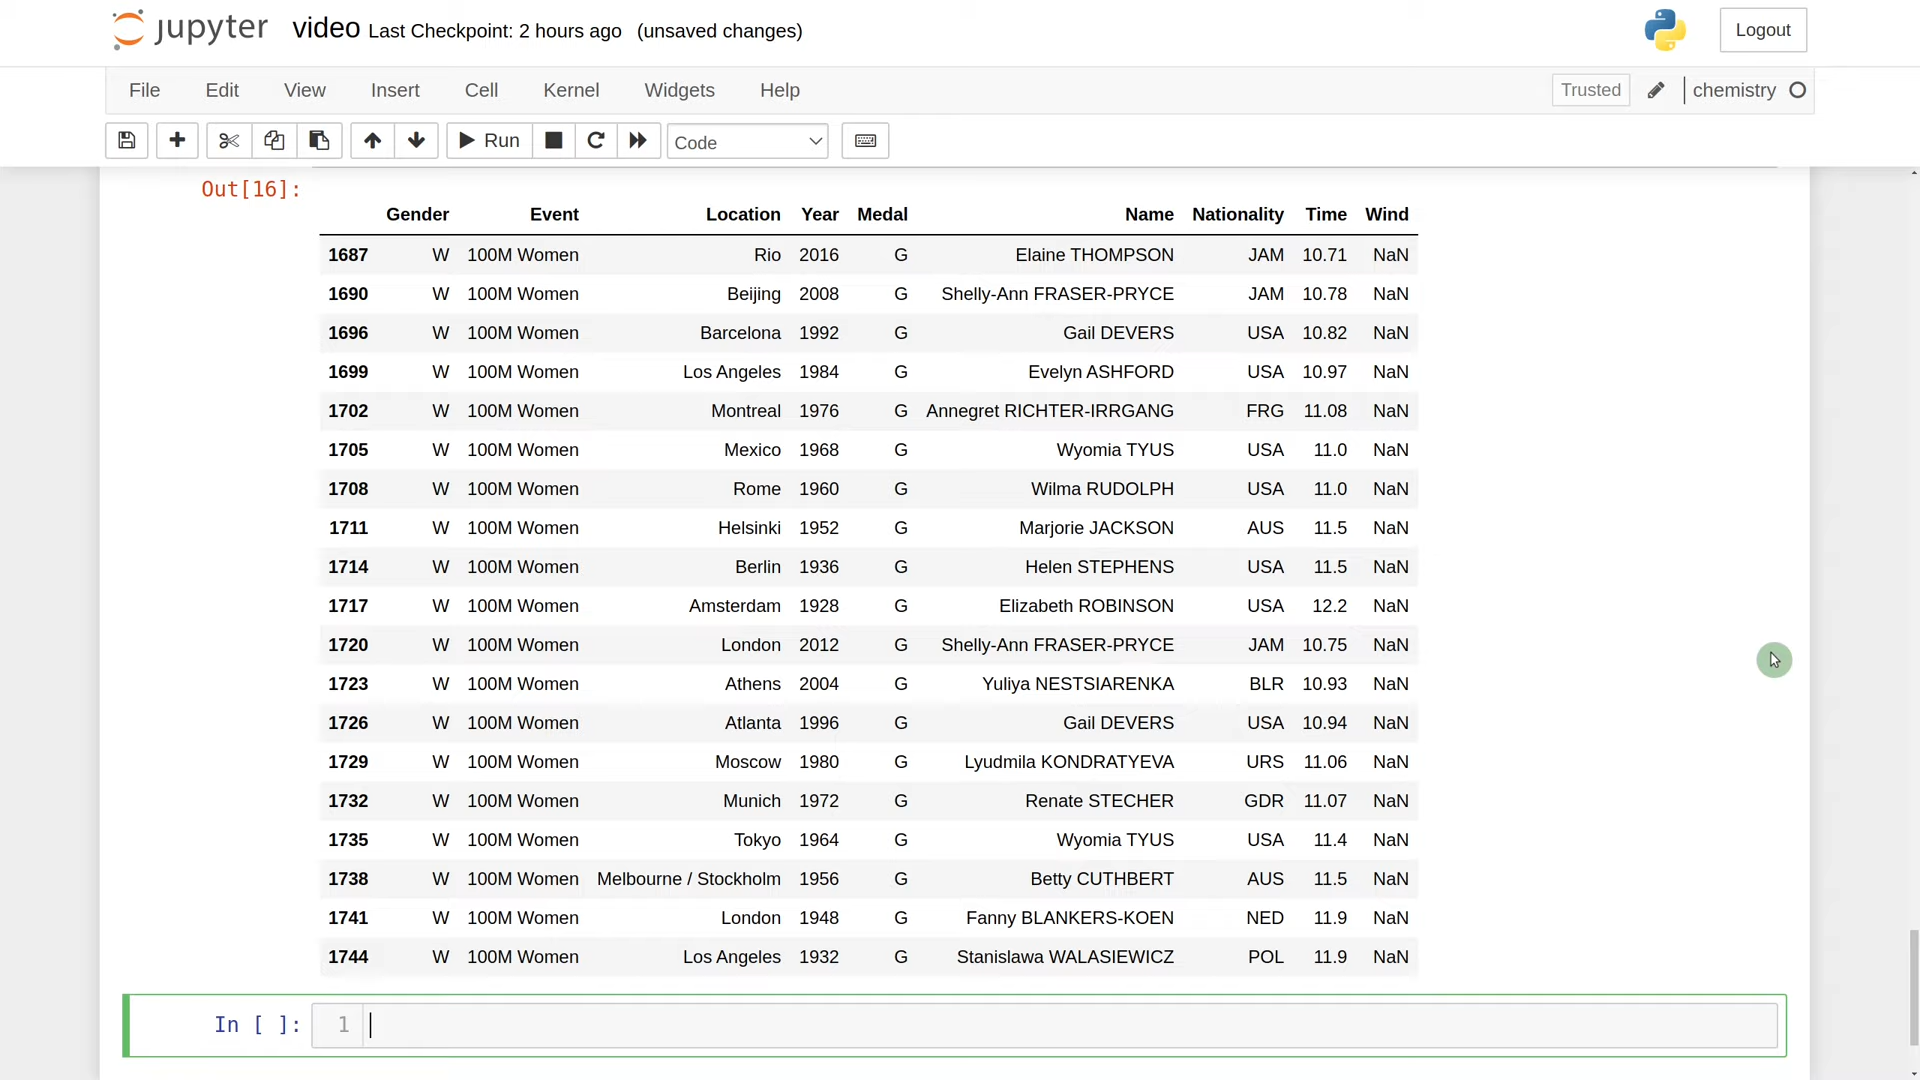 jupyter video Last Checkpoint: 2 hours ago (unsaved changes) Logout
File Edit View Insert Cell Kernel Widgets Help Trusted chemistry
Run Code
Out[16]:
Gender Event Location Year Medal Name Nationality Time Wind
1687 W 100M Women Rio 2016 G Elaine THOMPSON JAM 10.71 NaN
1690 W 100M Women Beijing 2008 G Shelly-Ann FRASER-PRYCE JAM 10.78 NaN
1696 W 100M Women Barcelona 1992 G Gail DEVERS USA 10.82 NaN
1699 W 100M Women Los Angeles 1984 G Evelyn ASHFORD USA 10.97 NaN
1702 W 100M Women Montreal 1976 G Annegret RICHTER-IRRGANG FRG 11.08 NaN
1705 W 100M Women Mexico 1968 G Wyomia TYUS USA 11.0 NaN
1708 W 100M Women Rome 1960 G Wilma RUDOLPH USA 11.0 NaN
1711 W 100M Women Helsinki 1952 G Marjorie JACKSON AUS 11.5 NaN
1714 W 100M Women Berlin 1936 G Helen STEPHENS USA 11.5 NaN
1717 W 100M Women Amsterdam 1928 G Elizabeth ROBINSON USA 12.2 NaN
1720 W 100M Women London 2012 G Shelly-Ann FRASER-PRYCE JAM 10.75 NaN
1723 W 100M Women Athens 2004 G Yuliya NESTSIARENKA BLR 10.93 NaN
1726 W 100M Women Atlanta 1996 G Gail DEVERS USA 10.94 NaN
1729 W 100M Women Moscow 1980 G Lyudmila KONDRATYEVA URS 11.06 NaN
1732 W 100M Women Munich 1972 G Renate STECHER GDR 11.07 NaN
1735 W 100M Women Tokyo 1964 G Wyomia TYUS USA 11.4 NaN
1738 W 100M Women Melbourne / Stockholm 1956 G Betty CUTHBERT AUS 11.5 NaN
1741 W 100M Women London 1948 G Fanny BLANKERS-KOEN NED 11.9 NaN
1744 W 100M Women Los Angeles 1932 G Stanislawa WALASIEWICZ POL 11.9 NaN
In [ ]: 1